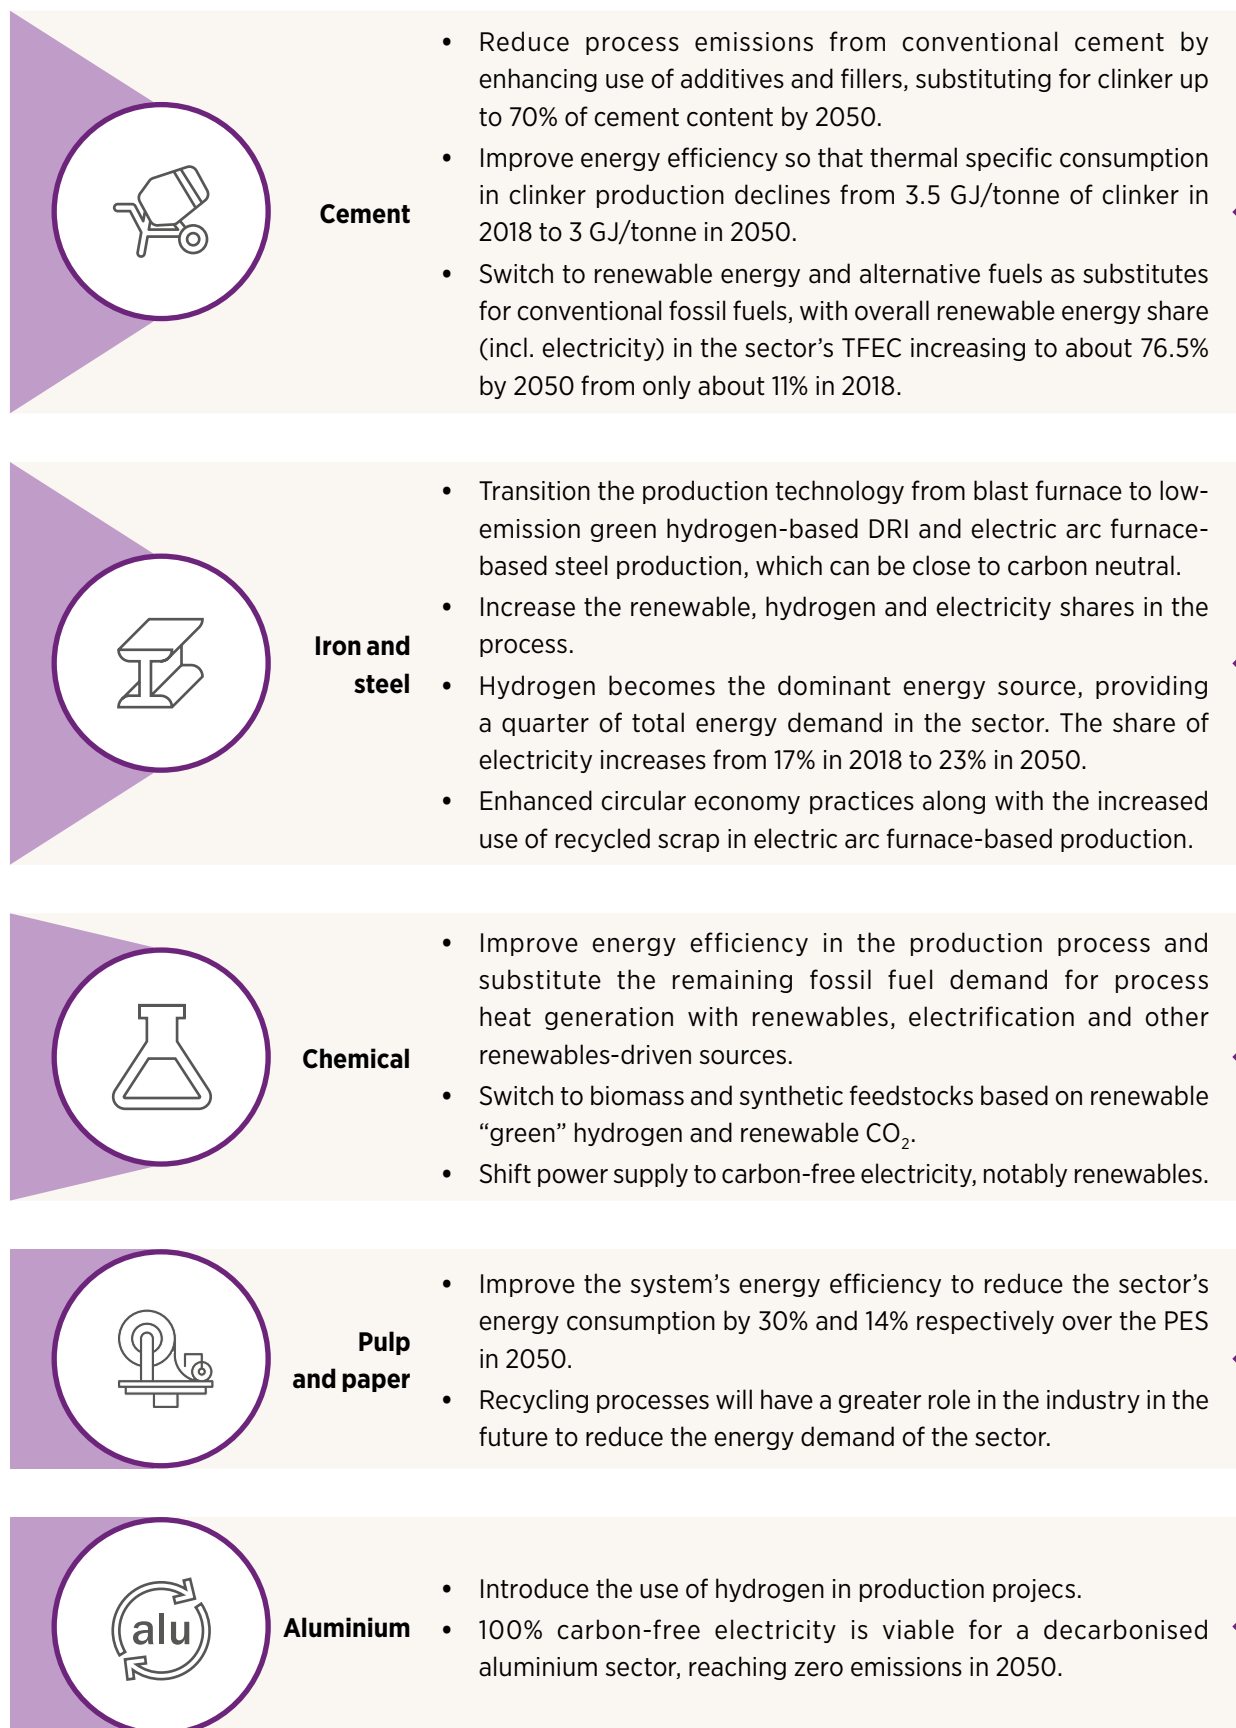 Cement
• Reduce process emissions from conventional cement by
enhancing use of additives and fillers, substituting for clinker up
to 70% of cement content by 2050.
• Improve energy efficiency so that thermal specific consumption
in clinker production declines from 3.5 GJ/tonne of clinker in
2018 to 3 GJ/tonne in 2050.
• Switch to renewable energy and alternative fuels as substitutes
for conventional fossil fuels, with overall renewable energy share
(incl. electricity) in the sector’s TFEC increasing to about 76.5%
by 2050 from only about 11% in 2018.
Iron and
steel
• Transition the production technology from blast furnace to low-
emission green hydrogen-based DRI and electric arc furnace-
based steel production, which can be close to carbon neutral.
• Increase the renewable, hydrogen and electricity shares in the
process.
• Hydrogen becomes the dominant energy source, providing
a quarter of total energy demand in the sector. The share of
electricity increases from 17% in 2018 to 23% in 2050.
• Enhanced circular economy practices along with the increased
use of recycled scrap in electric arc furnace-based production.
Chemical
• Improve energy efficiency in the production process and
substitute the remaining fossil fuel demand for process
heat generation with renewables, electrification and other
renewables-driven sources.
• Switch to biomass and synthetic feedstocks based on renewable
“green” hydrogen and renewable CO₂.
• Shift power supply to carbon-free electricity, notably renewables.
Pulp
and paper
• Improve the system’s energy efficiency to reduce the sector’s
energy consumption by 30% and 14% respectively over the PES
in 2050.
• Recycling processes will have a greater role in the industry in the
future to reduce the energy demand of the sector.
alu
Aluminium
• Introduce the use of hydrogen in production projecs.
• 100% carbon-free electricity is viable for a decarbonised
aluminium sector, reaching zero emissions in 2050.